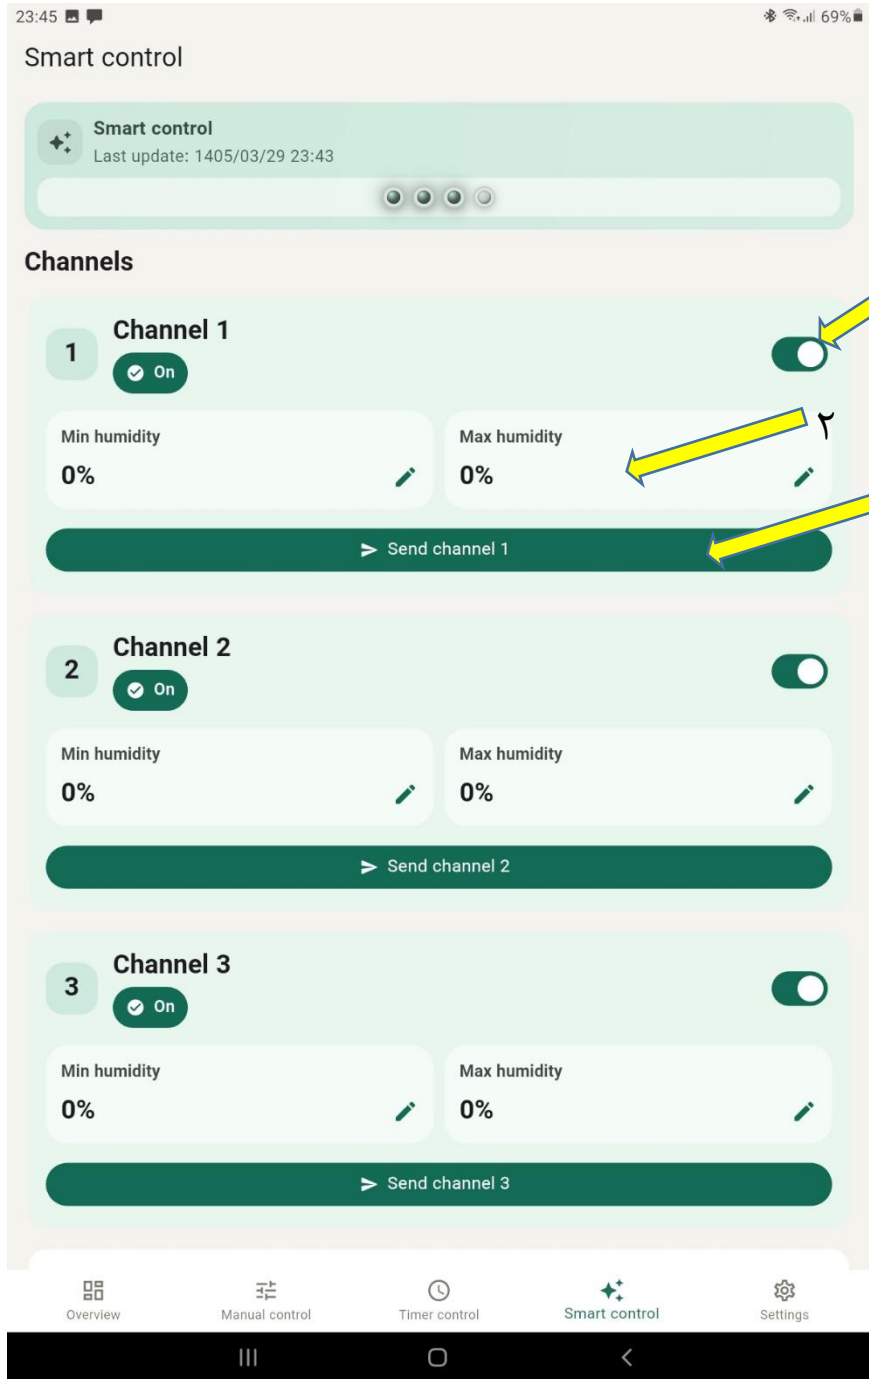 23:45 69%
Smart control
Smart control
Last update: 1405/03/29 23:43
Channels
1 Channel 1
On
۲
Min humidity Max humidity
0% 0%
Send channel 1
2 Channel 2
On
Min humidity Max humidity
0% 0%
Send channel 2
3 Channel 3
On
Min humidity Max humidity
0% 0%
Send channel 3
Overview Manual control Timer control Smart control Settings